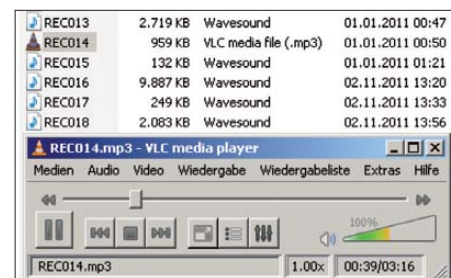 REC013 2.719 KB Wavesound 01.01.2011 00:47
REC014 959 KB VLC media file (.mp3) 01.01.2011 00:50
REC015 132 KB Wavesound 01.01.2011 01:21
REC016 9.887 KB Wavesound 02.11.2011 13:20
REC017 249 KB Wavesound 02.11.2011 13:33
REC018 2.083 KB Wavesound 02.11.2011 13:56
REC014.mp3 - VLC media player
Medien Audio Video Wiedergabe Wiedergabeliste Extras Hilfe
100%
REC014.mp3 1.00x 00:39/03:16